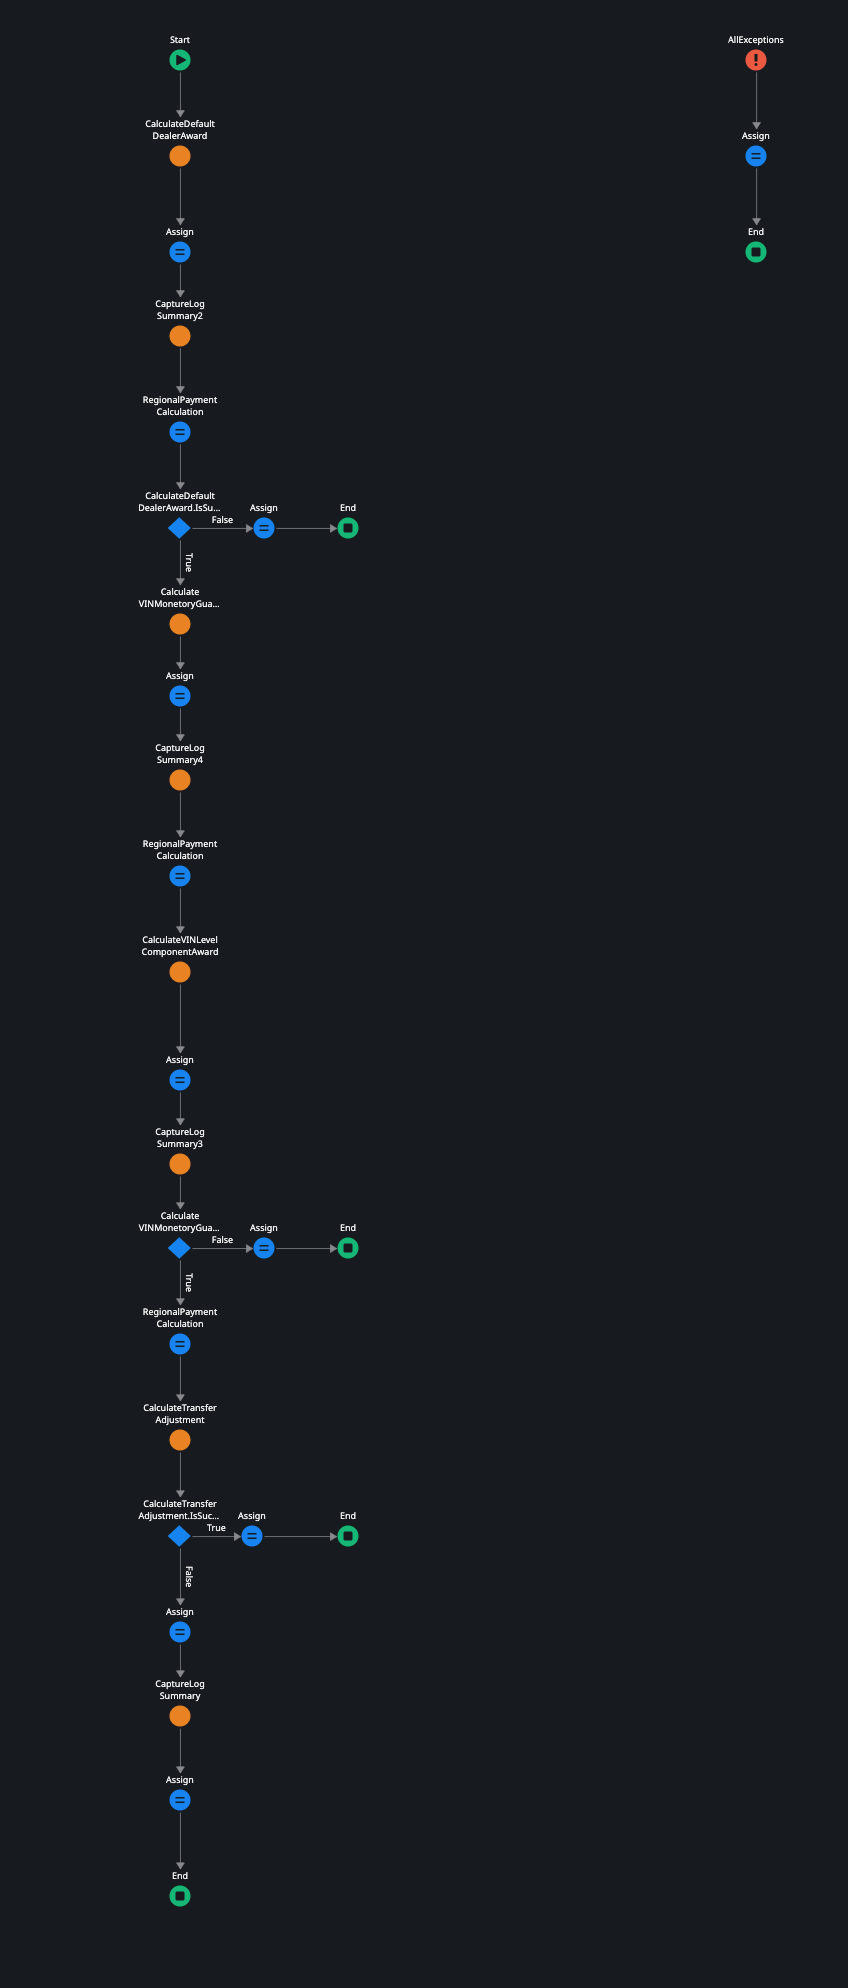 Start
AllExceptions
CalculateDefault
DealerAward
Assign
Assign
End
CaptureLog
Summary2
RegionalPayment
Calculation
CalculateDefault
DealerAward.IsSu...
Assign
End
False
True
Calculate
VINMonetoryGua...
Assign
CaptureLog
Summary4
RegionalPayment
Calculation
CalculateVINLevel
ComponentAward
Assign
CaptureLog
Summary3
Calculate
VINMonetoryGua...
Assign
End
False
True
RegionalPayment
Calculation
CalculateTransfer
Adjustment
CalculateTransfer
Adjustment.IsSuc...
Assign
End
True
False
Assign
CaptureLog
Summary
Assign
End